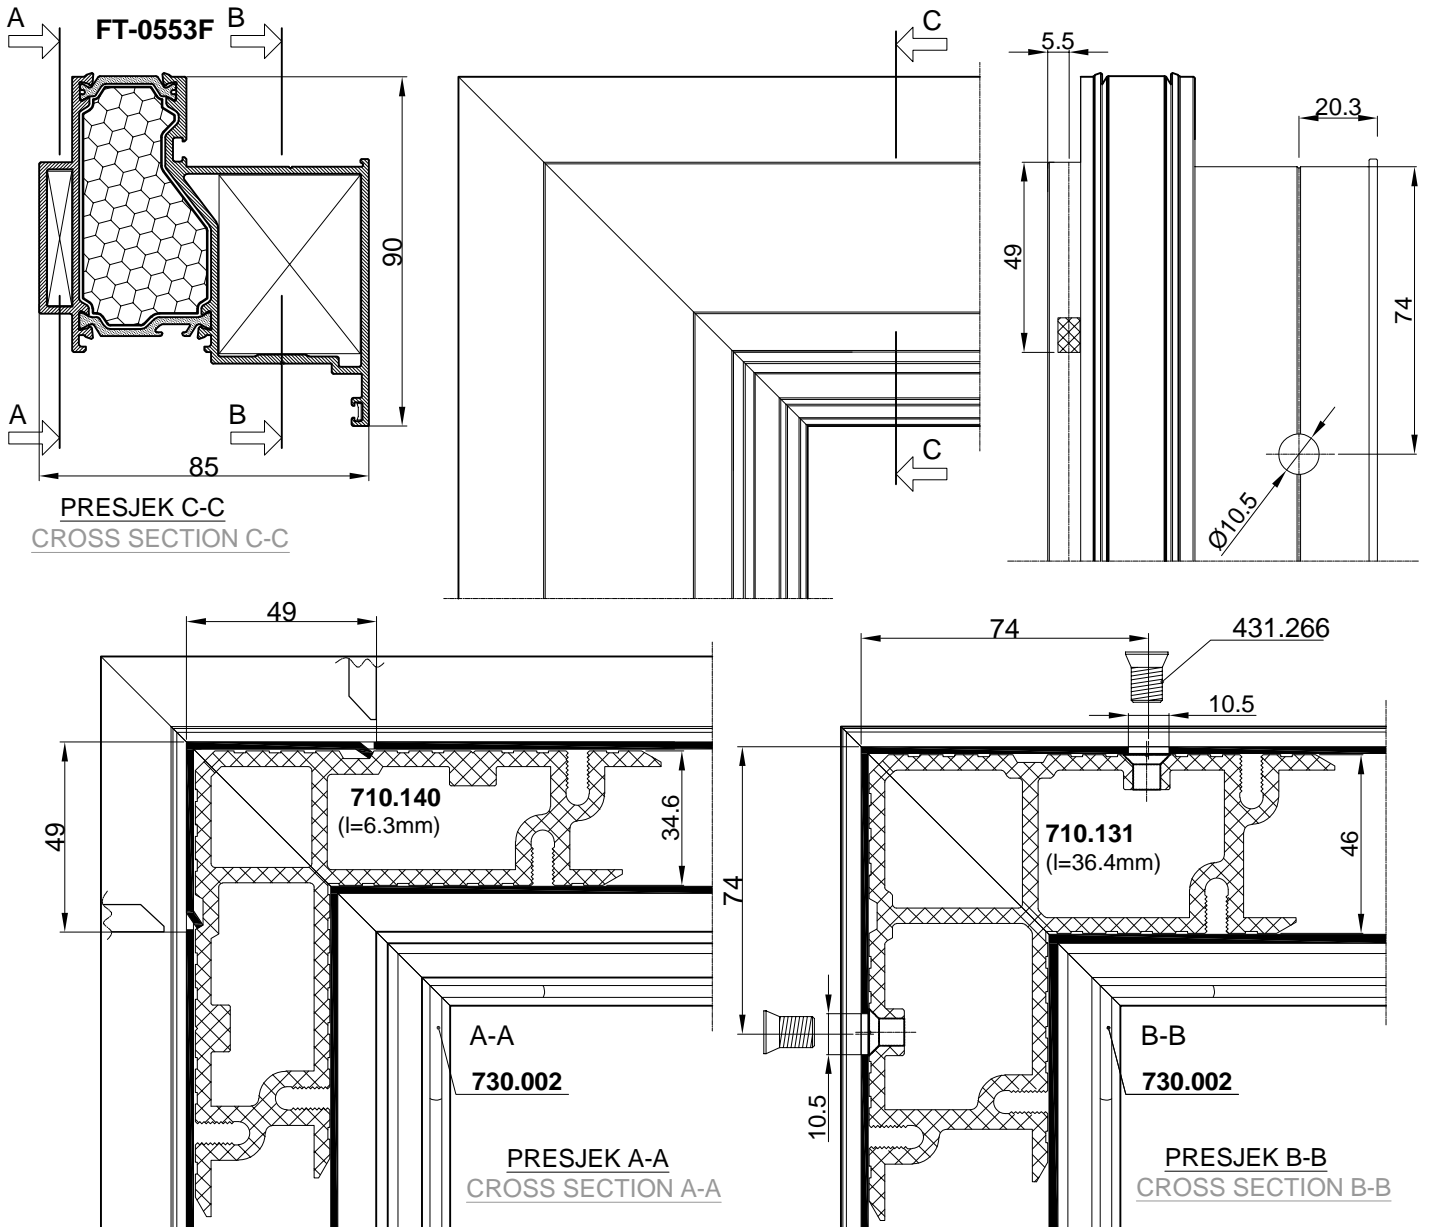 A
FT-0553F
B
C
5.5
20.3
49
90
74
A
B
C
85
Ø10.5
PRESJEK C-C
CROSS SECTION C-C
49
74
431.266
10.5
710.140
(l=6.3mm)
34.6
49
710.131
(l=36.4mm)
46
74
A-A
730.002
B-B
730.002
10.5
PRESJEK A-A
CROSS SECTION A-A
PRESJEK B-B
CROSS SECTION B-B